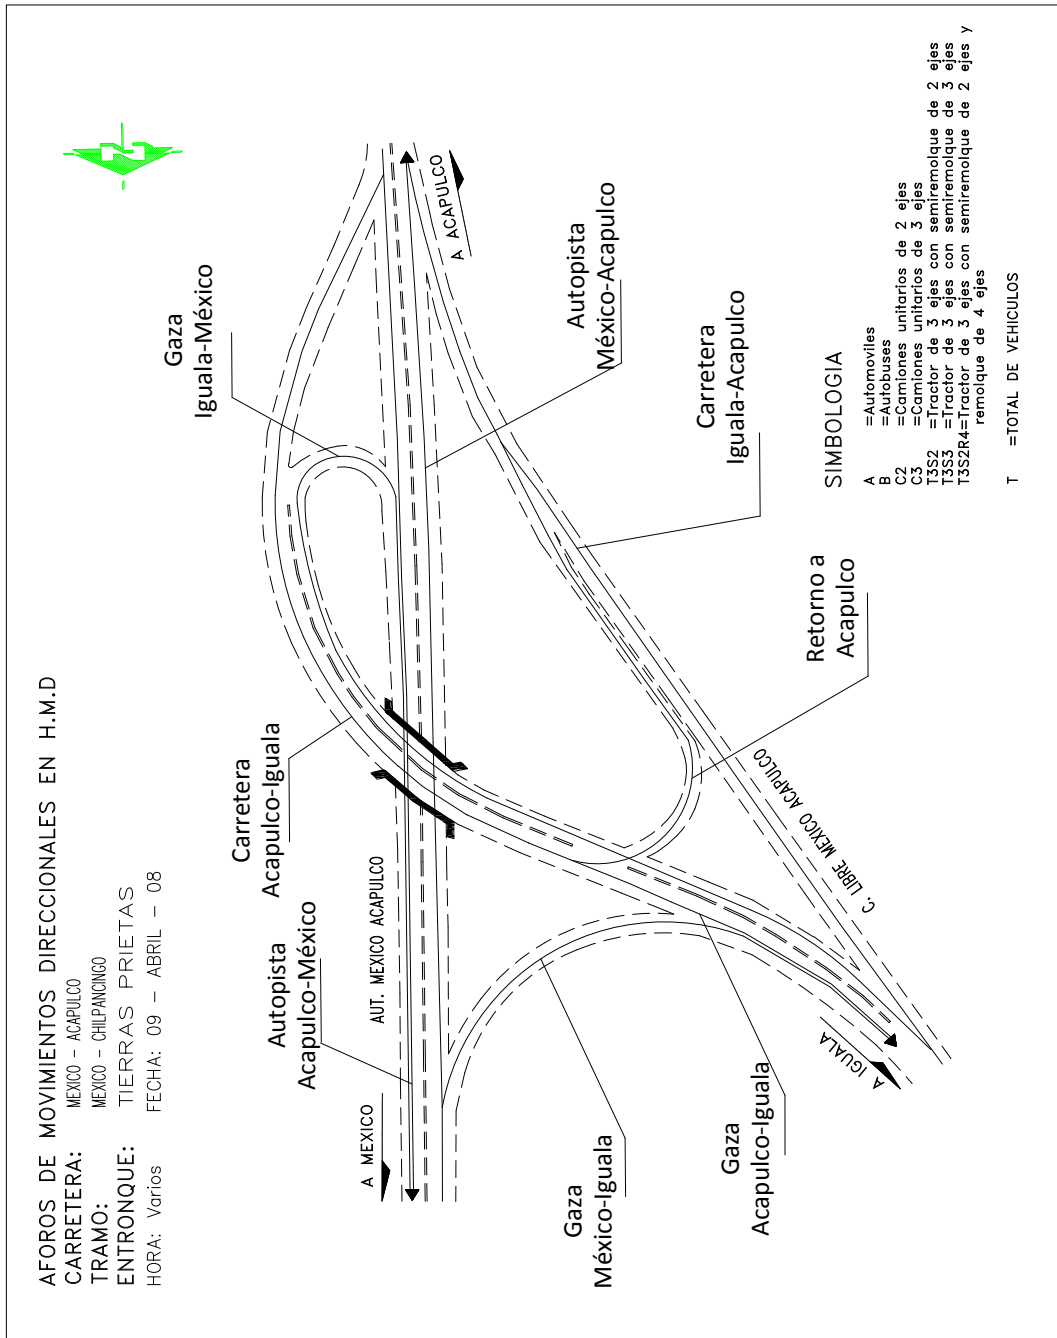 AFOROS DE MOVIMIENTOS DIRECCIONALES EN H.M.D
CARRETERA: MEXICO - ACAPULCO
TRAMO: MEXICO - CHILPANCINGO
ENTRONQUE: TIERRAS PRIETAS
HORA: Varios FECHA: 09 - ABRIL - 08
Gaza
Iguala-México
Carretera
Acapulco-Iguala
Autopista
Acapulco-México
A MEXICO
AUT. MEXICO ACAPULCO
A ACAPULCO
Autopista
México-Acapulco
Carretera
Iguala-Acapulco
Retorno a
Acapulco
C. LIBRE MEXICO ACAPULCO
A IGUALA
Gaza
México-Iguala
Gaza
Acapulco-Iguala
SIMBOLOGIA
A =Automoviles
B =Autobuses
C2 =Camiones unitarios de 2 ejes
C3 =Camiones unitarios de 3 ejes
T3S2 =Tractor de 3 ejes con semiremolque de 2 ejes
T3S3 =Tractor de 3 ejes con semiremolque de 3 ejes
T3S2R4=Tractor de 3 ejes con semiremolque de 2 ejes y
remolque de 4 ejes
T =TOTAL DE VEHICULOS